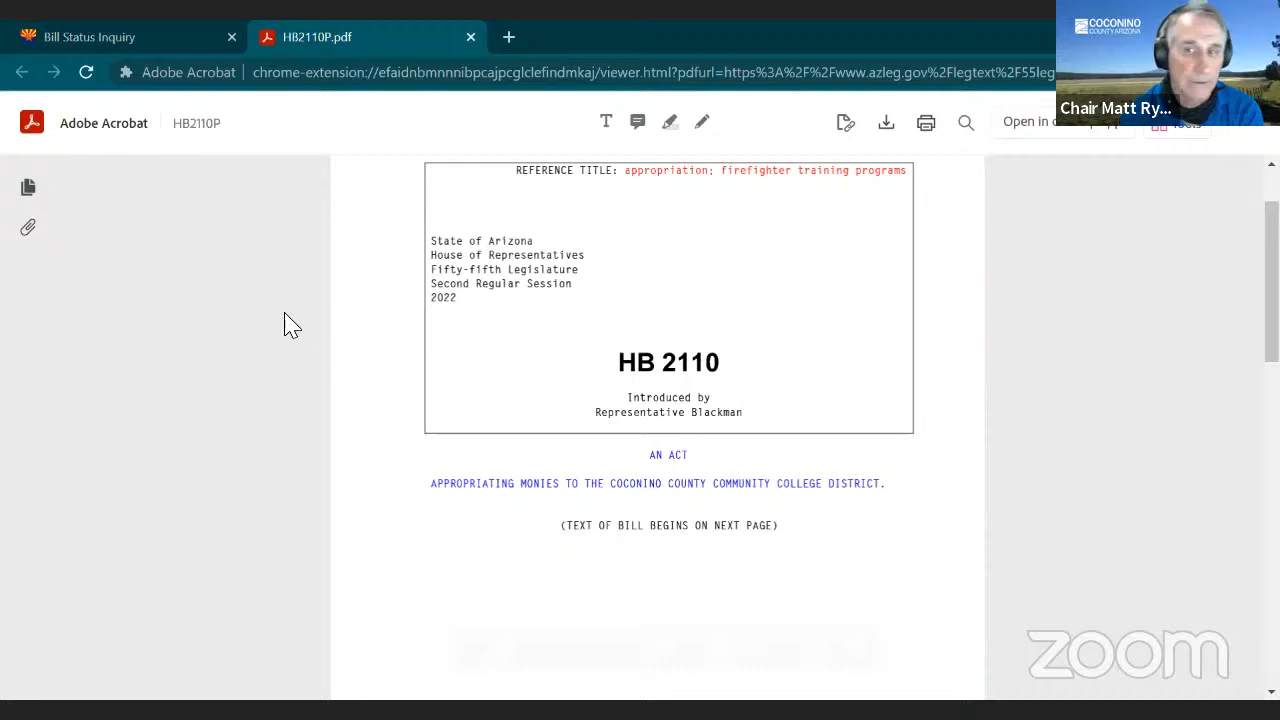 Bill Status Inquiry
HB2110P.pdf
Adobe Acrobat
chrome-extension://efaidnbmnnnibpcajpcglclefindmkaj/viewer.html?pdfurl=https%3A%2F%2Fwww.azleg.gov%2Flegtext%2F55leg
COCONINO
COUNTY ARIZONA
Chair Matt Ry...
Adobe Acrobat
HB2110P
Open in
REFERENCE TITLE: appropriation; firefighter training programs
State of Arizona
House of Representatives
Fifty-fifth Legislature
Second Regular Session
2022
HB 2110
Introduced by
Representative Blackman
AN ACT
APPROPRIATING MONIES TO THE COCONINO COUNTY COMMUNITY COLLEGE DISTRICT.
(TEXT OF BILL BEGINS ON NEXT PAGE)
zoom